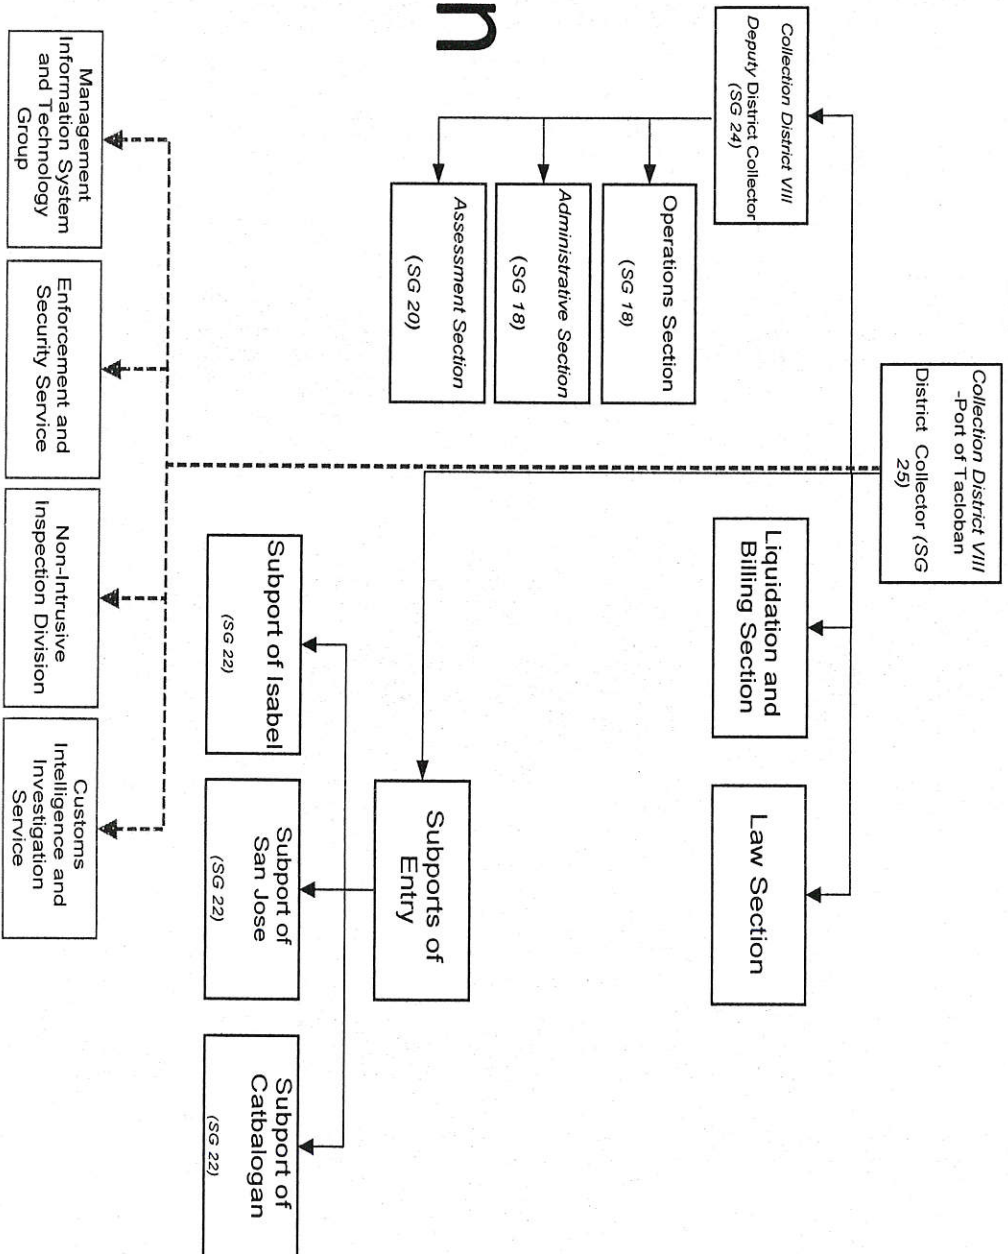 Collection District VIII
-Port of Tacloban
District Collector (SG
25)
Collection District VIII
Deputy District Collector
(SG 24)
Liquidation and
Billing Section
Law Section
Operations Section
(SG 18)
Administrative Section
(SG 18)
Assessment Section
(SG 20)
n
Subports of
Entry
Subport of Isabel
(SG 22)
Subport of
San Jose
(SG 22)
Subport of
Catbalogan
(SG 22)
Management
Information System
and Technology
Group
Enforcement and
Security Service
Non-Intrusive
Inspection Division
Customs
Intelligence and
Investigation
Service